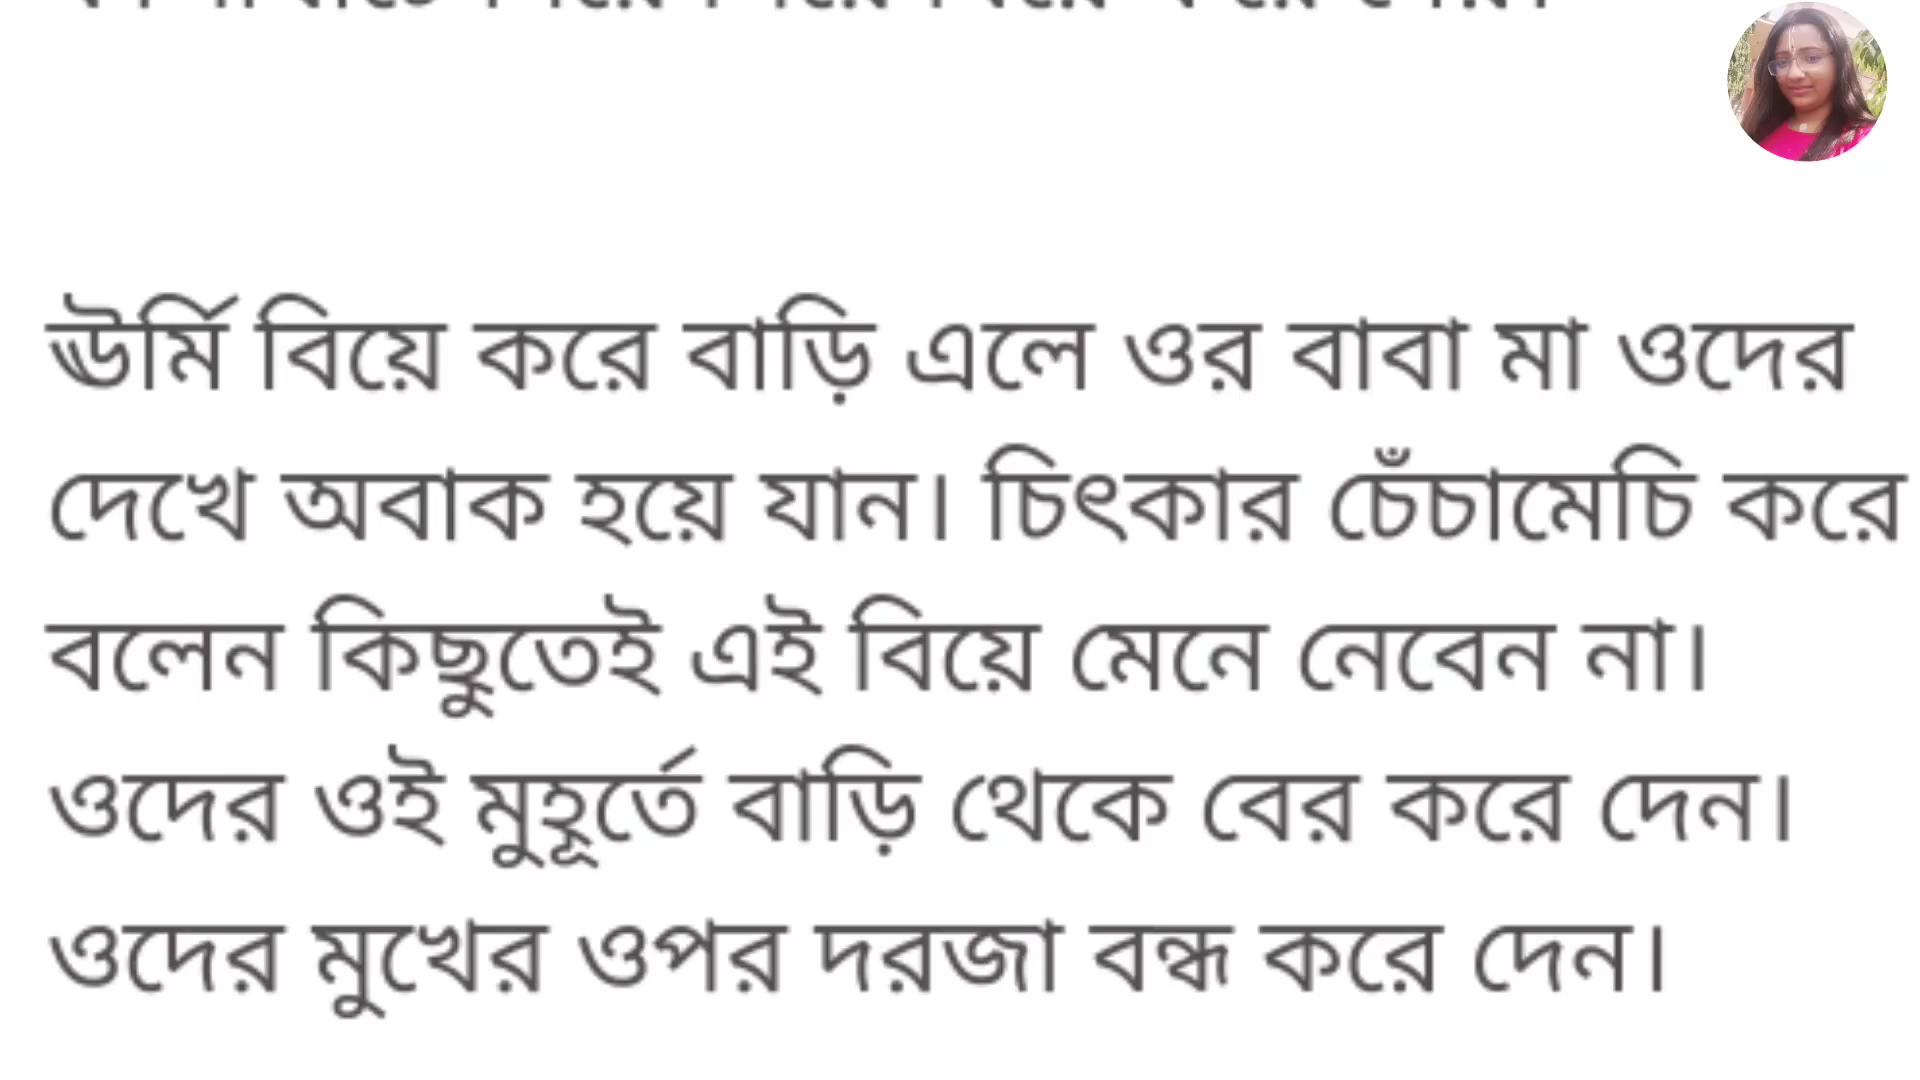 ঊর্মি বিয়ে করে বাড়ি এলে ওর বাবা মা ওদের
দেখে অবাক হয়ে যান। চিৎকার চেঁচামেচি করে
বলেন কিছুতেই এই বিয়ে মেনে নেবেন না।
ওদের ওই মুহূর্তে বাড়ি থেকে বের করে দেন।
ওদের মুখের ওপর দরজা বন্ধ করে দেন।